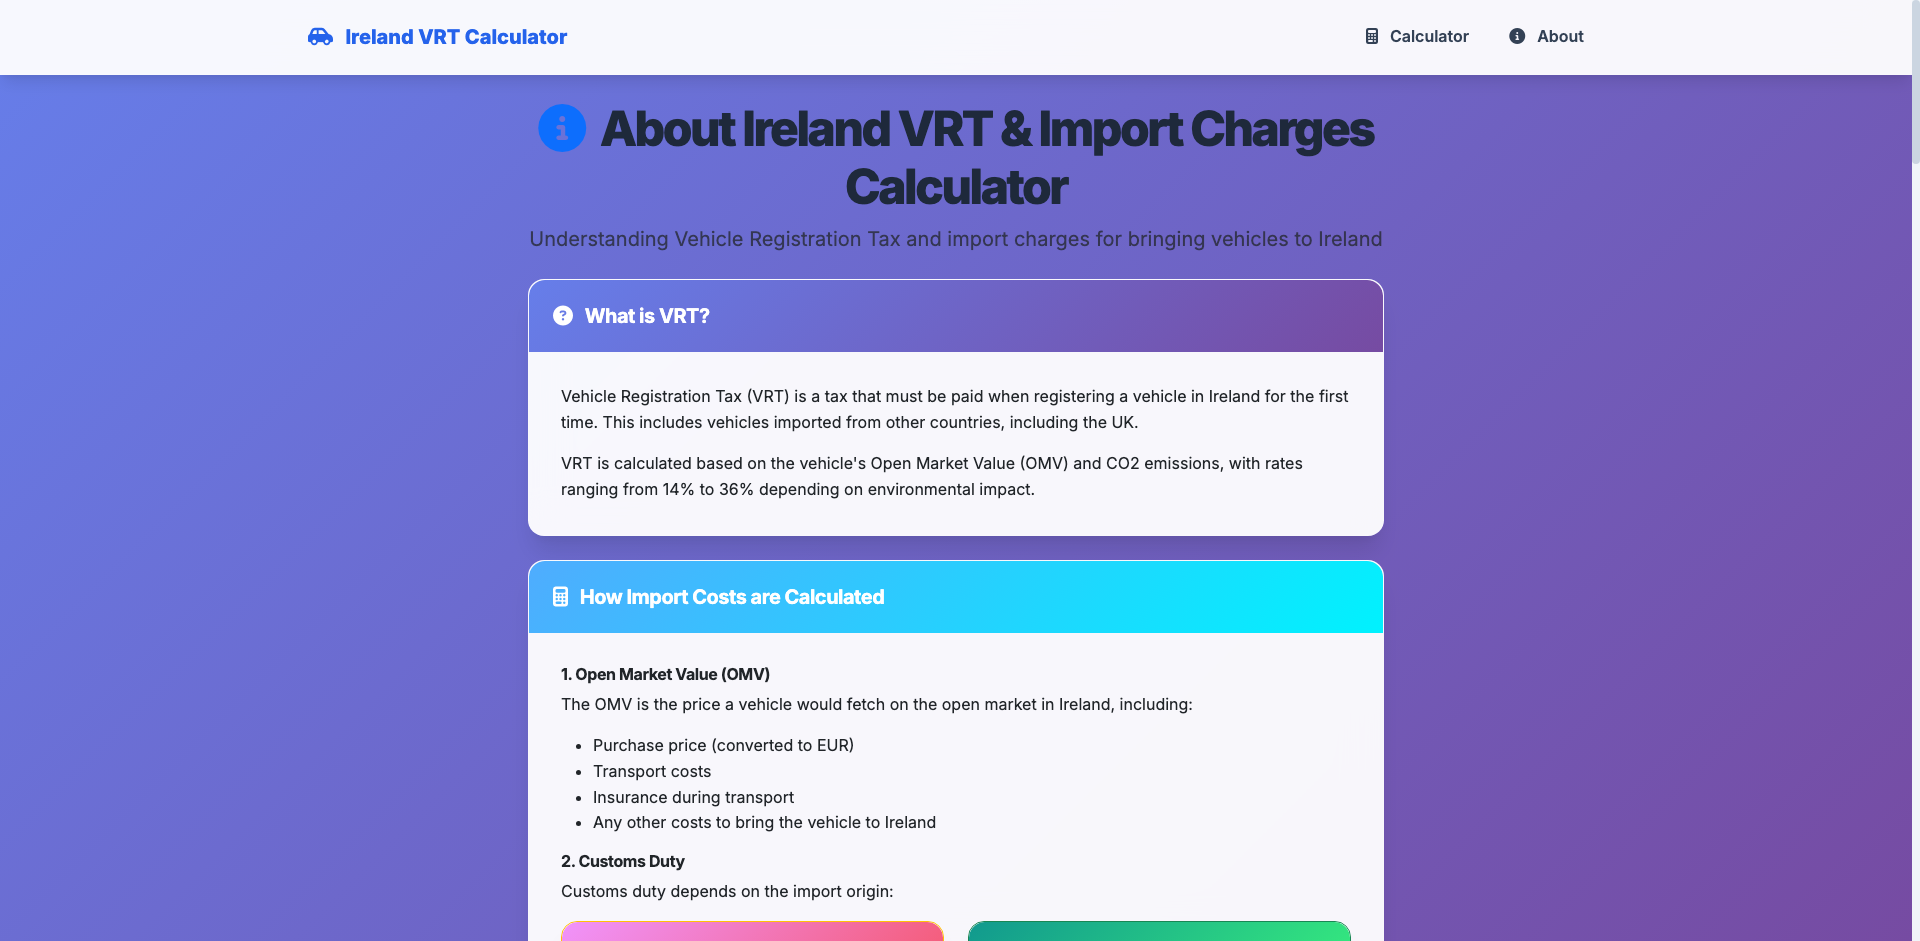 Ireland VRT Calculator
Calculator
About
About Ireland VRT & Import Charges
Calculator
Understanding Vehicle Registration Tax and import charges for bringing vehicles to Ireland
What is VRT?
Vehicle Registration Tax (VRT) is a tax that must be paid when registering a vehicle in Ireland for the first
time. This includes vehicles imported from other countries, including the UK.
VRT is calculated based on the vehicle's Open Market Value (OMV) and CO2 emissions, with rates
ranging from 14% to 36% depending on environmental impact.
How Import Costs are Calculated
1. Open Market Value (OMV)
The OMV is the price a vehicle would fetch on the open market in Ireland, including:
• Purchase price (converted to EUR)
• Transport costs
• Insurance during transport
• Any other costs to bring the vehicle to Ireland
2. Customs Duty
Customs duty depends on the import origin: